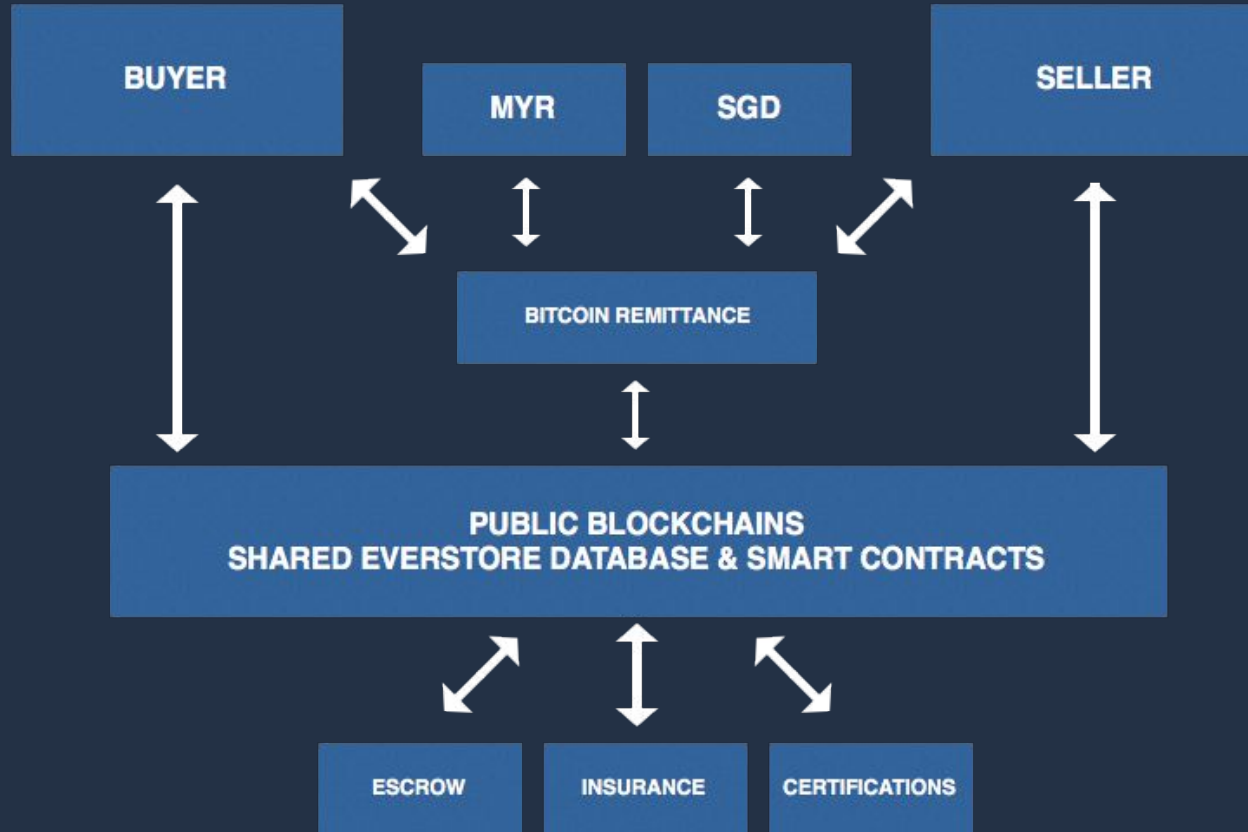 BUYER
MYR
SGD
SELLER
BITCOIN REMITTANCE
PUBLIC BLOCKCHAINS
SHARED EVERSTORE DATABASE & SMART CONTRACTS
ESCROW
INSURANCE
CERTIFICATIONS